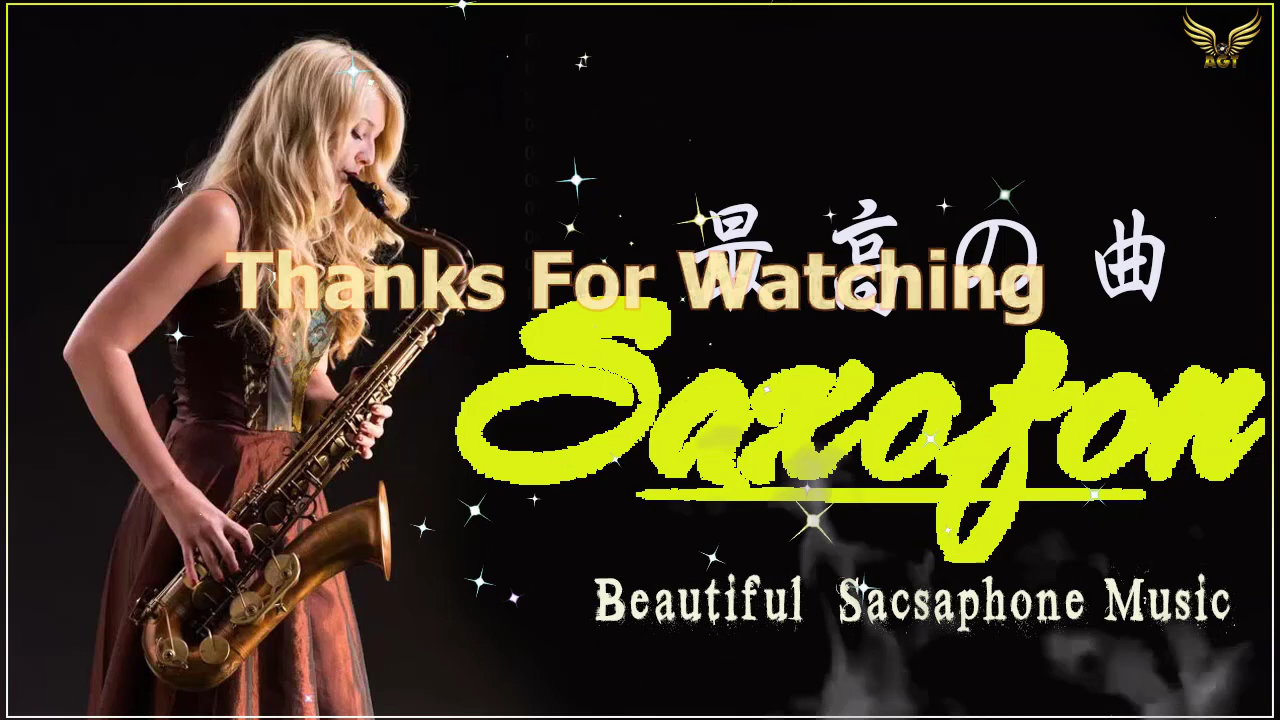 AGT
最高の曲
Thanks For Watching
Saxofon
Beautiful Sacsaphone Music